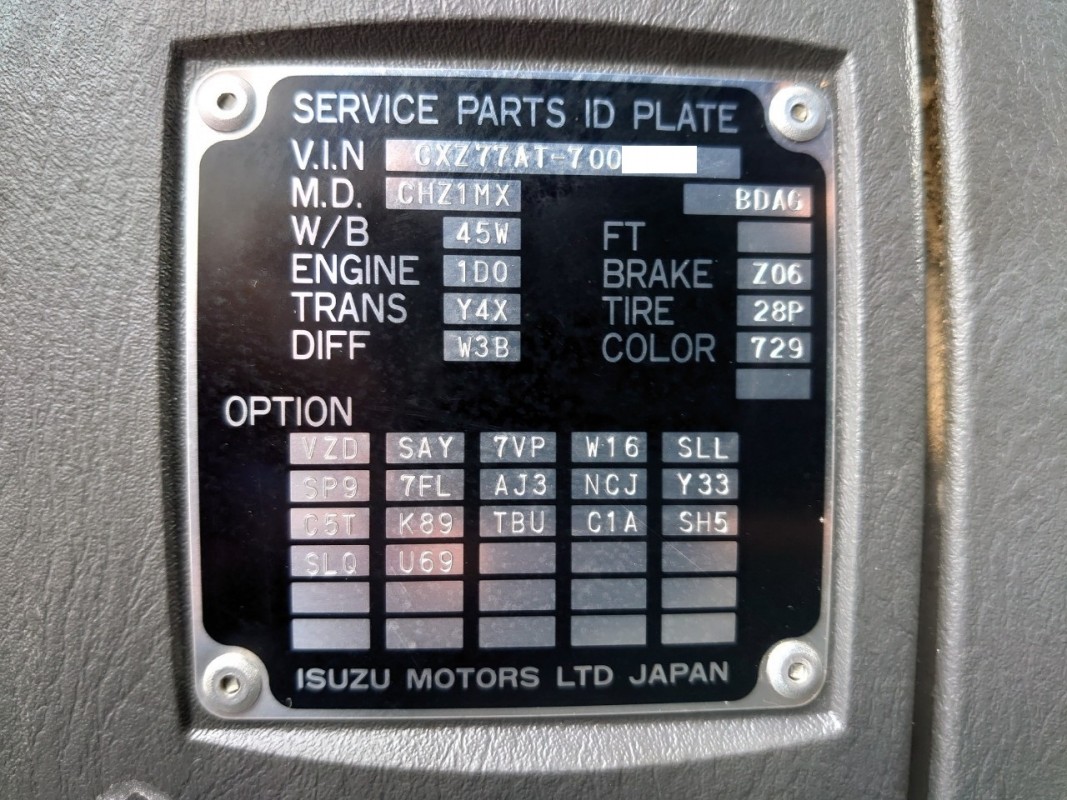 SERVICE PARTS ID PLATE
V.I.N CXZ77AT-700
M.D. CHZ1MX BDAG
W/B 45W FT
ENGINE 1D0 BRAKE Z06
TRANS Y4X TIRE 28P
DIFF W3B COLOR 729
OPTION
VZD SAY 7VP W16 SLL
SP9 7FL AJ3 NCJ Y33
C5T K89 TBU C1A SH5
SLQ U69
ISUZU MOTORS LTD JAPAN